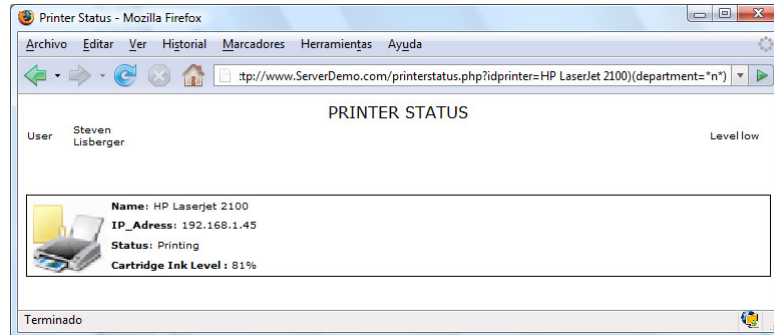 Printer Status - Mozilla Firefox
Archivo Editar Ver Historial Marcadores Herramientas Ayuda
:tp://www.ServerDemo.com/printerstatus.php?idprinter=HP LaserJet 2100)(department=*n*)
PRINTER STATUS
User Steven Lisberger Level low
Name: HP Laserjet 2100
IP_Adress: 192.168.1.45
Status: Printing
Cartridge Ink Level : 81%
Terminado